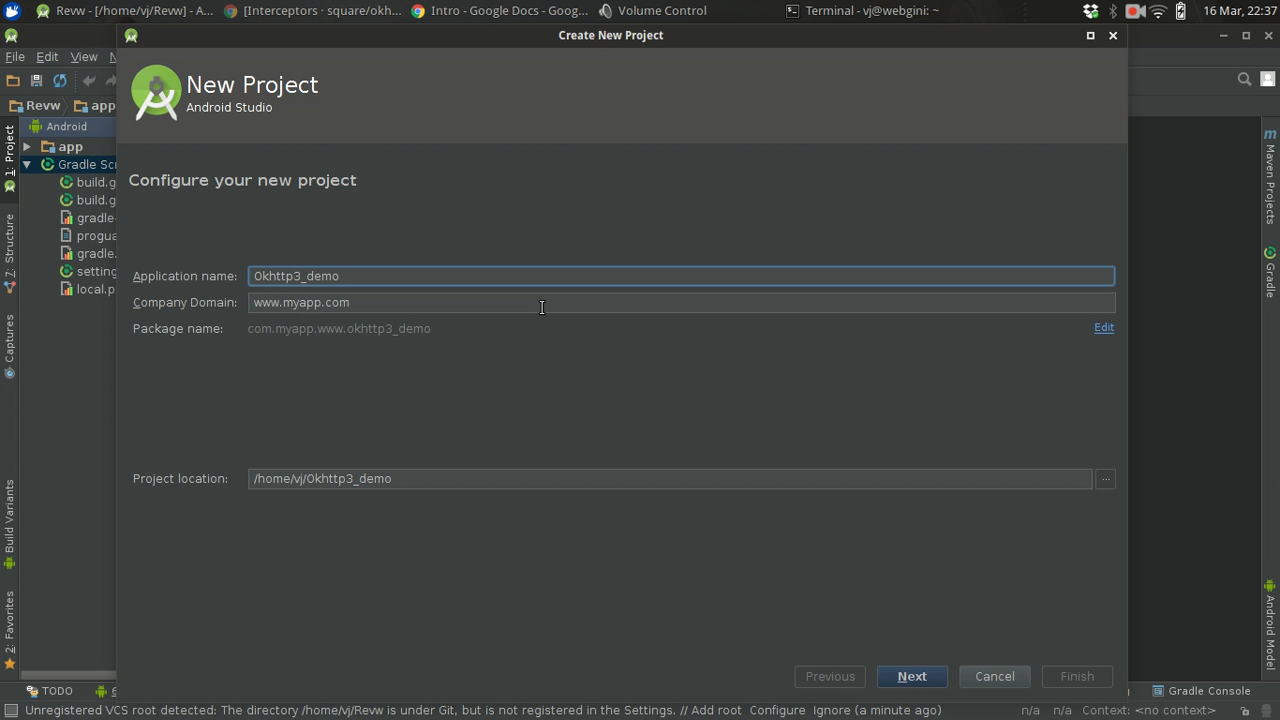 Revw - [/home/vj/Revw] - A...
[Interceptors · square/okh...
Intro - Google Docs - Goog...
Volume Control
Terminal - vj@webgini: ~
16 Mar, 22:37
Create New Project
File Edit View
New Project
Android Studio
Revw app
Android
app
Gradle Scr
build.g
build.g
gradle-
progua
gradle.
setting
local.p
1: Project
7: Structure
Captures
Build Variants
2: Favorites
Configure your new project
Application name: Okhttp3_demo
Company Domain: www.myapp.com
Package name: com.myapp.www.okhttp3_demo Edit
Project location: /home/vj/Okhttp3_demo ...
Previous Next Cancel Finish
m Maven Projects
Gradle
Android Model
TODO 6
Gradle Console
Unregistered VCS root detected: The directory /home/vj/Revw is under Git, but is not registered in the Settings. // Add root Configure Ignore (a minute ago) n/a n/a Context: <no context>